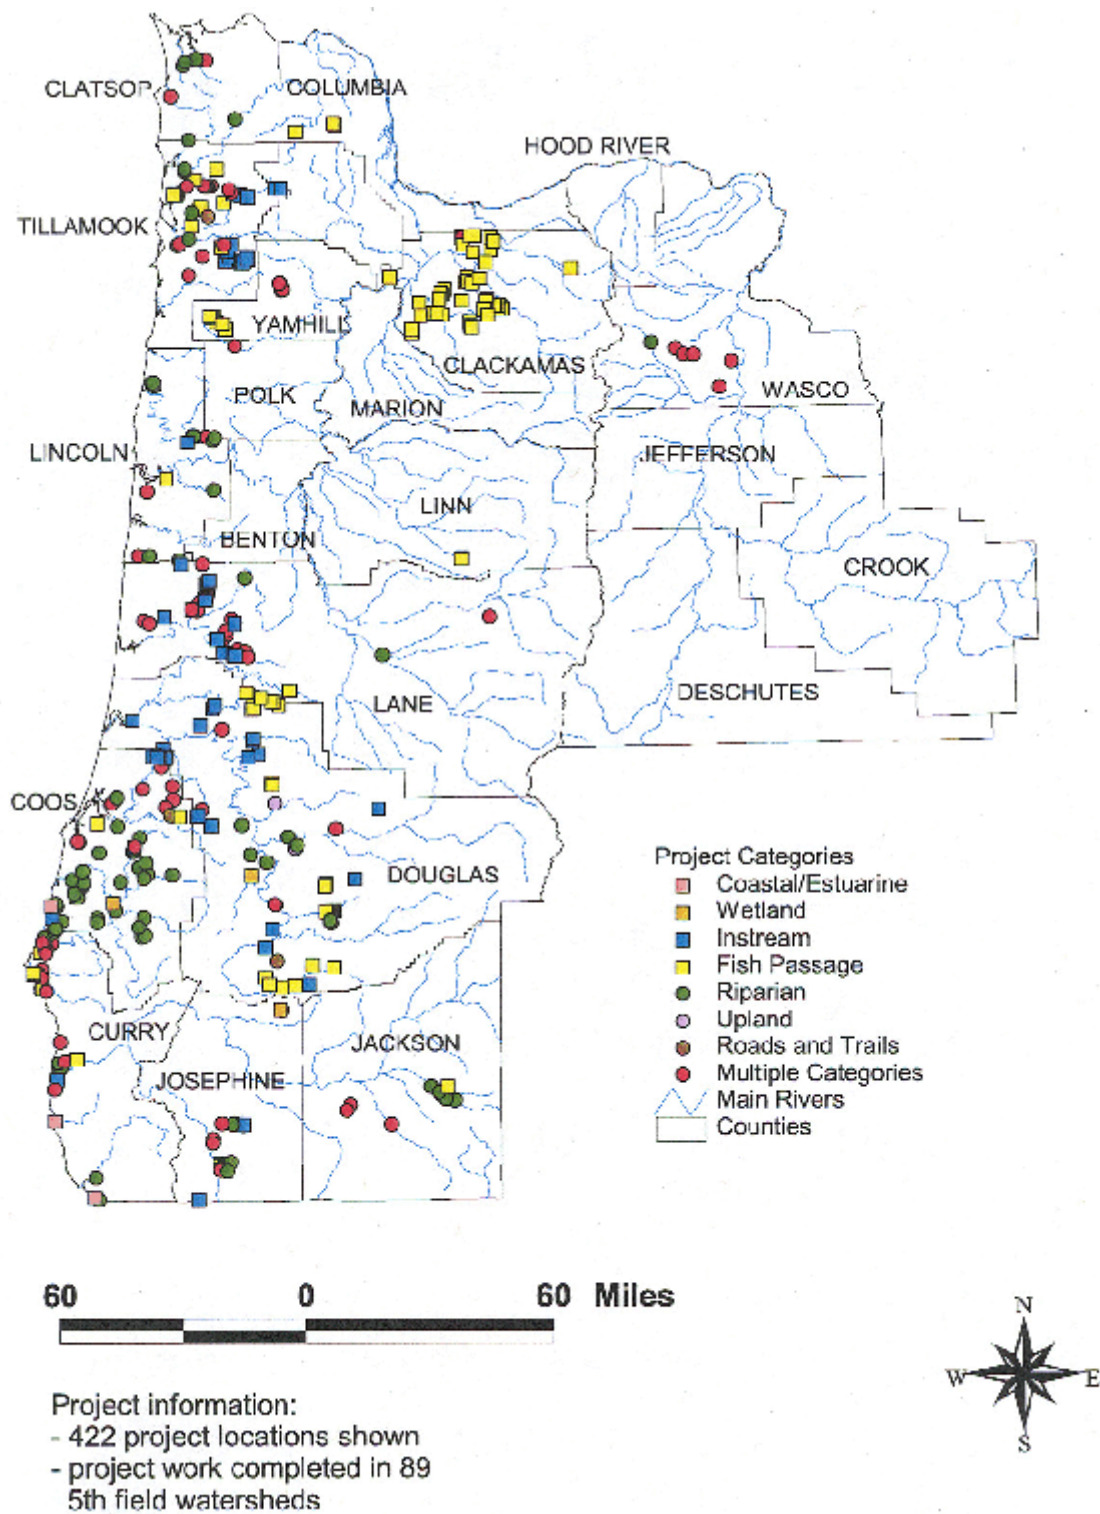 CLATSOP
COLUMBIA
HOOD RIVER
TILLAMOOK
YAMHILL
CLACKAMAS
WASCO
POLK
MARION
LINCOLN
JEFFERSON
LINN
BENTON
CROOK
DESCHUTES
LANE
COOS
DOUGLAS
CURRY
JACKSON
JOSEPHINE
Project Categories
Coastal/Estuarine
Wetland
Instream
Fish Passage
Riparian
Upland
Roads and Trails
Multiple Categories
Main Rivers
Counties
60 0 60 Miles
N
W E
S
Project information:
- 422 project locations shown
- project work completed in 89
5th field watersheds